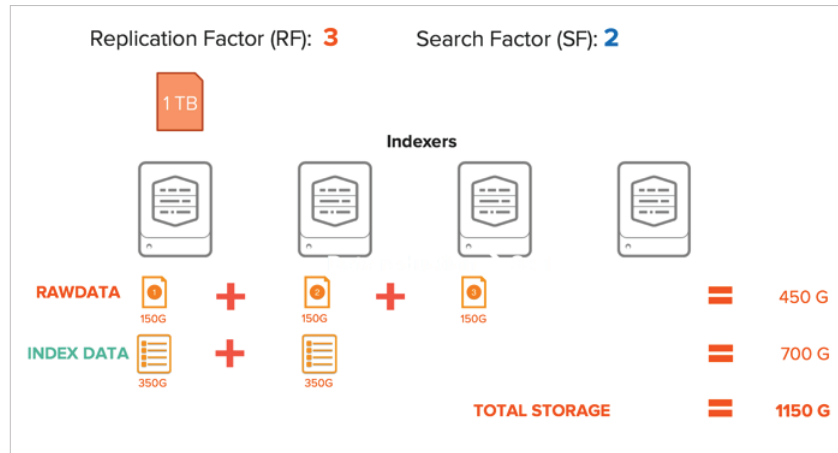 Replication Factor (RF): 3 Search Factor (SF): 2
1 TB
Indexers
RAWDATA 1 + 2 + 3 = 450 G
150G 150G 150G
INDEX DATA + = 700 G
350G 350G
TOTAL STORAGE = 1150 G